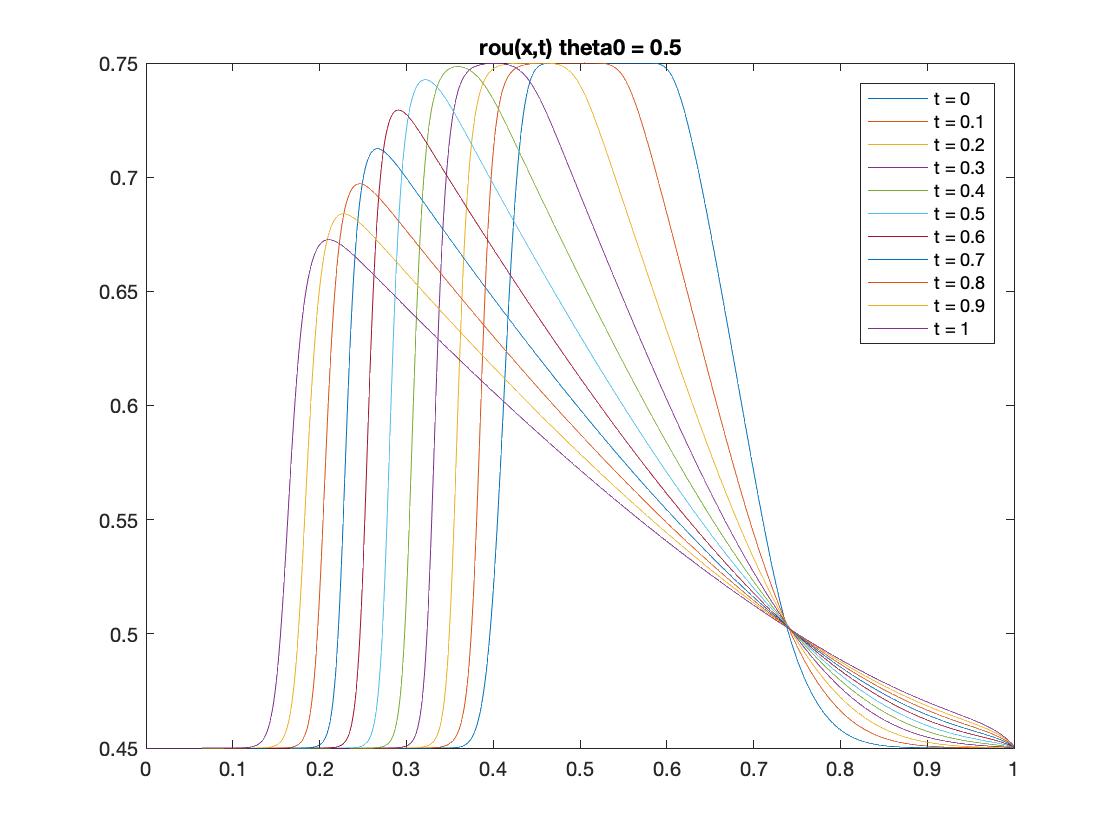 rou(x,t) theta0 = 0.5
0.75
0.7
0.65
0.6
0.55
0.5
0.45
0
0.1
0.2
0.3
0.4
0.5
0.6
0.7
0.8
0.9
1
t = 0
t = 0.1
t = 0.2
t = 0.3
t = 0.4
t = 0.5
t = 0.6
t = 0.7
t = 0.8
t = 0.9
t = 1